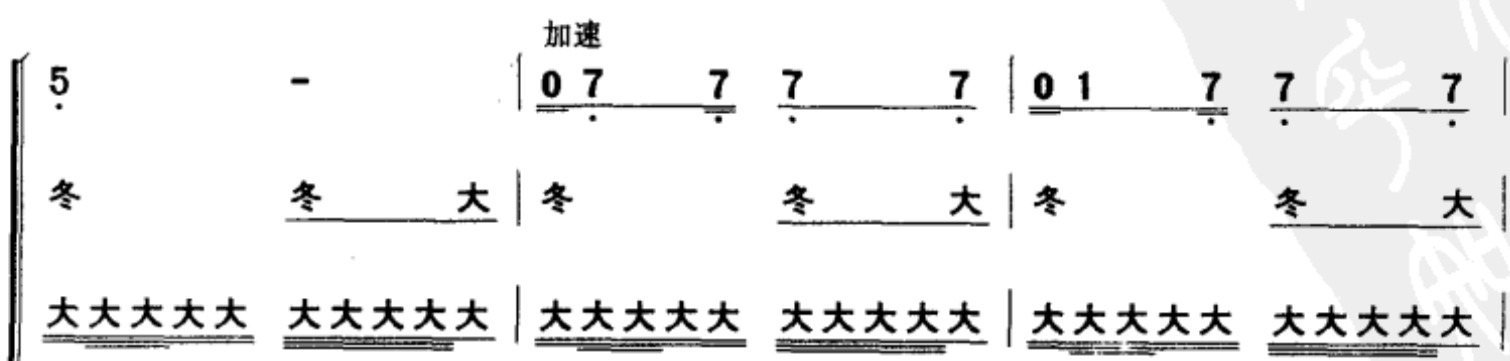 加速
5 - | 0 7 7 7 7 | 0 1 7 7 7 |
冬 冬 大 | 冬 冬 大 | 冬 冬 大 |
大大大大大 大大大大大 | 大大大大大 大大大大大 | 大大大大大 大大大大大 |